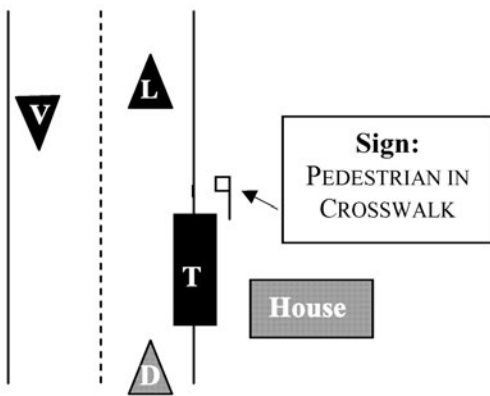 V
L
Sign:
PEDESTRIAN IN
CROSSWALK
T
House
D